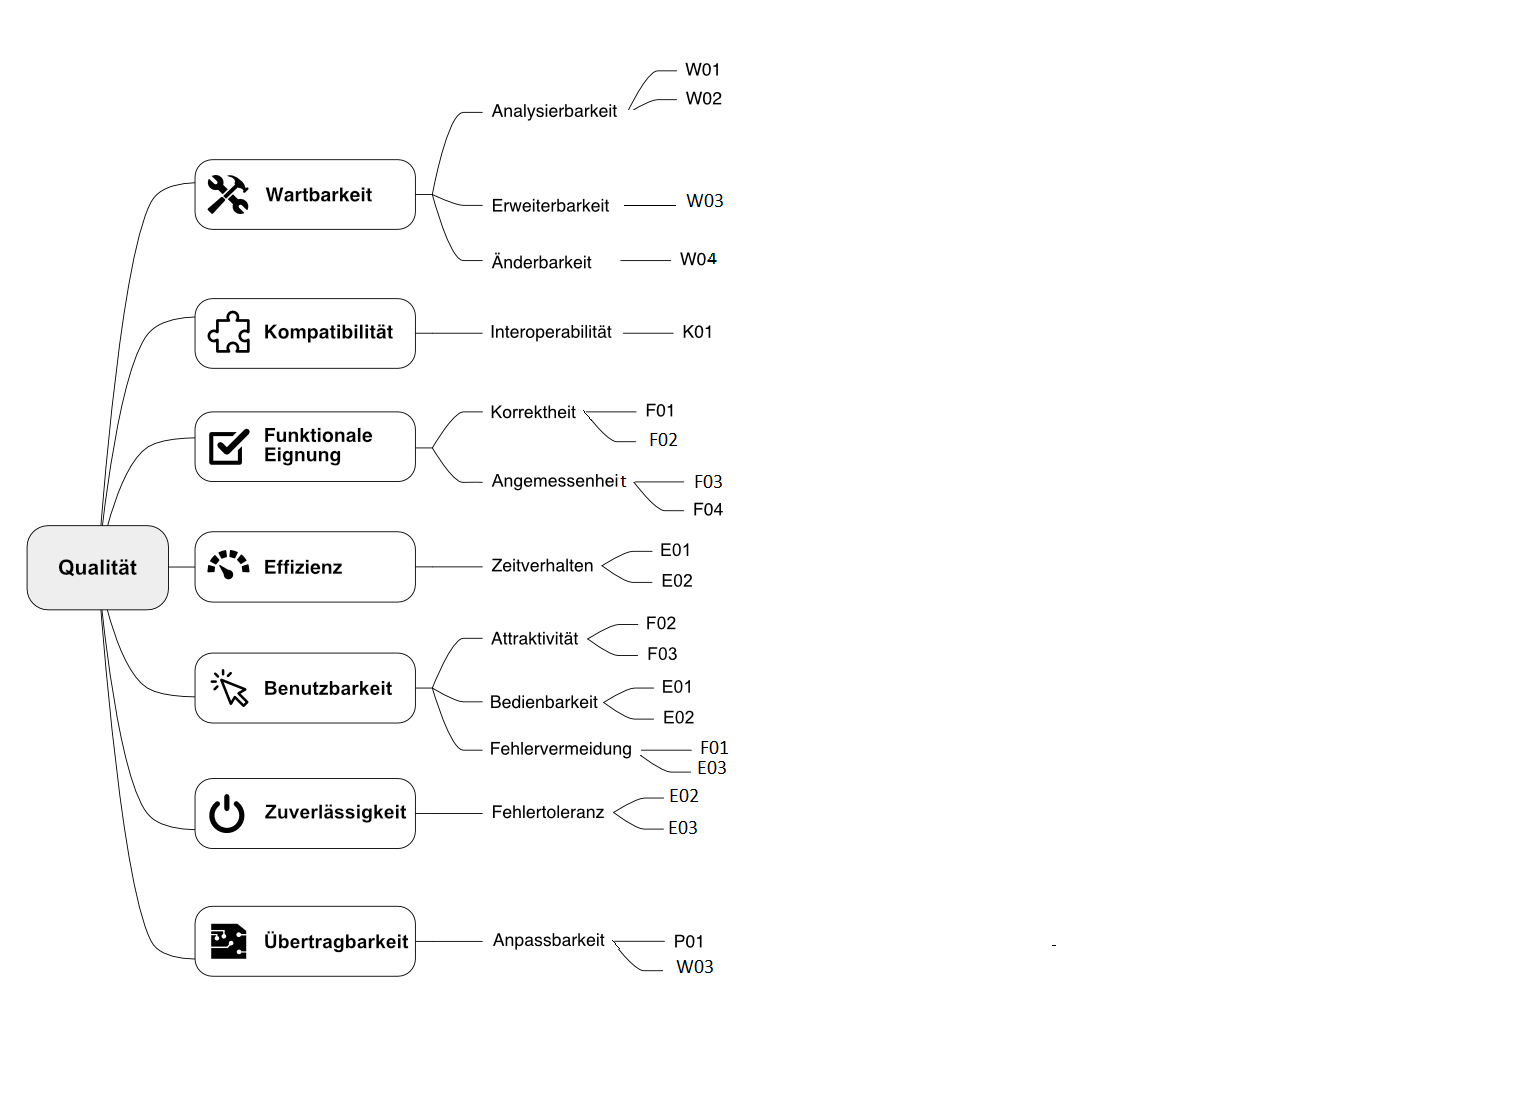 Qualität
Wartbarkeit
Analysierbarkeit
W01
W02
Erweiterbarkeit
W03
Änderbarkeit
W04
Kompatibilität
Interoperabilität
K01
Funktionale
Eignung
Korrektheit
F01
F02
Angemessenheit
F03
F04
Effizienz
Zeitverhalten
E01
E02
Benutzbarkeit
Attraktivität
F02
F03
Bedienbarkeit
E01
E02
Fehlervermeidung
F01
E03
Zuverlässigkeit
Fehlertoleranz
E02
E03
Übertragbarkeit
Anpassbarkeit
P01
W03